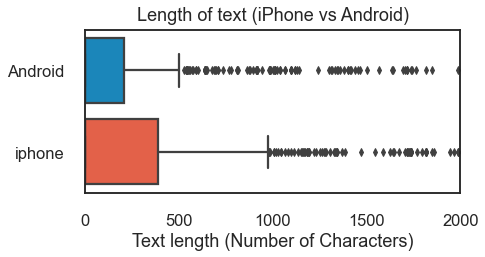 Length of text (iPhone vs Android)
Android
iphone
0 500 1000 1500 2000
Text length (Number of Characters)